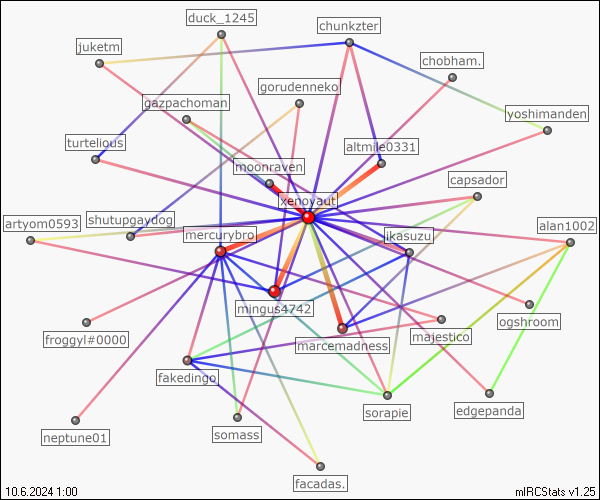 duck_1245
chunkzter
juketm
chobham.
gorudenneko
gazpachoman
yoshimanden
turtelious
altmile0331
moonraven
capsador
xenoyaut
artyom0593
shutupgaydog
alan1002
mercurybro
ikasuzu
mingus4742
ogshroom
froggyl#0000
majestico
marcemadness
fakedingo
sorapie
edgepanda
neptune01
somass
facadas.
10.6.2024 1:00
mIRCStats v1.25